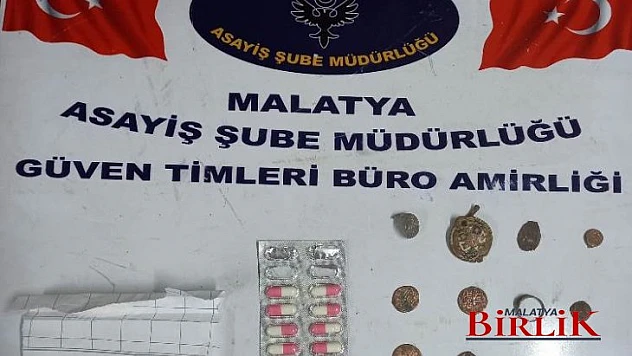 ASAYİŞ ŞUBE MÜDÜRLÜĞÜ
MALATYA
ASAYİŞ ŞUBE MÜDÜRLÜĞÜ
GÜVEN TİMLERİ BÜRO AMİRLİĞİ
MALATYA
BİRLİK